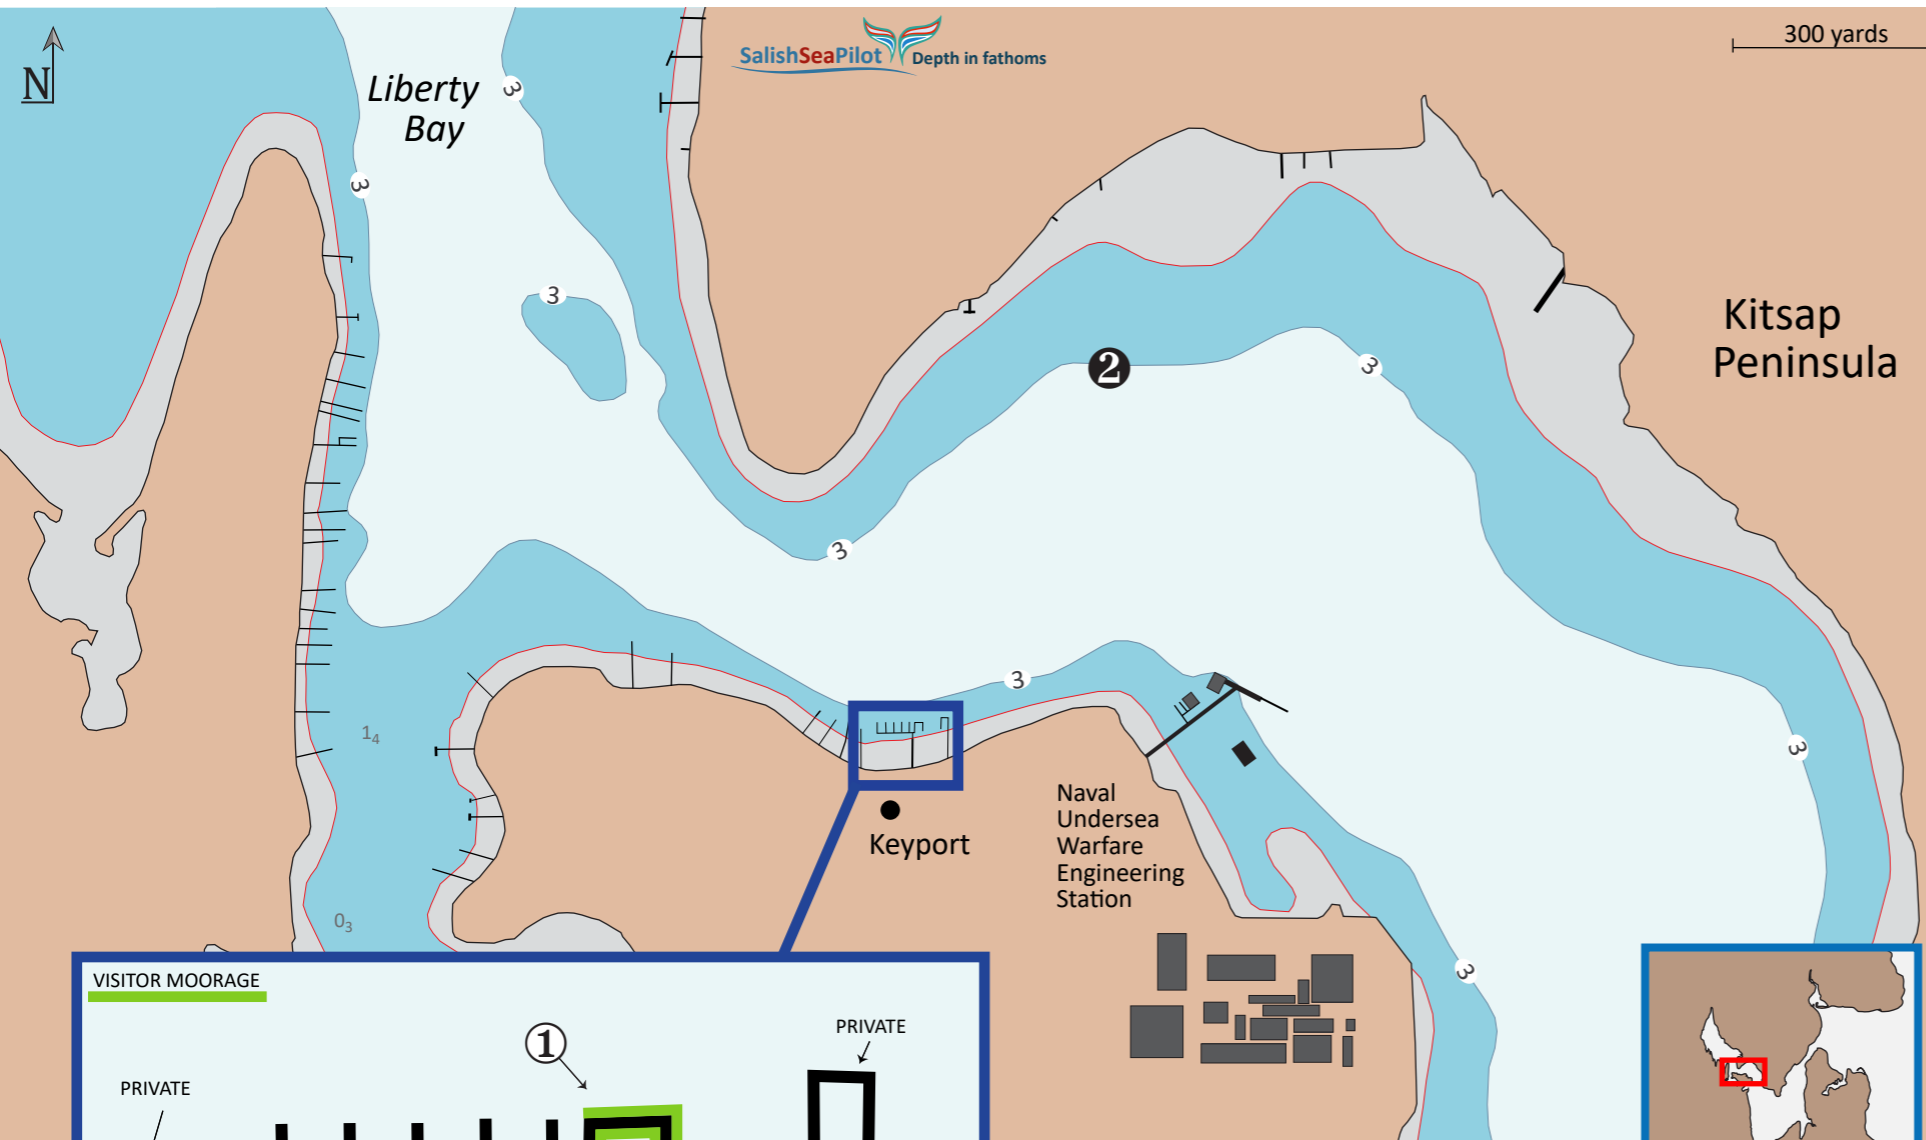 SalishSeaPilot Depth in fathoms
300 yards
N
Liberty
Bay
3
3
3
2
3
Kitsap
Peninsula
3
3
3
1₄
Keyport
Naval
Undersea
Warfare
Engineering
Station
0₃
3
VISITOR MOORAGE
1
PRIVATE
PRIVATE